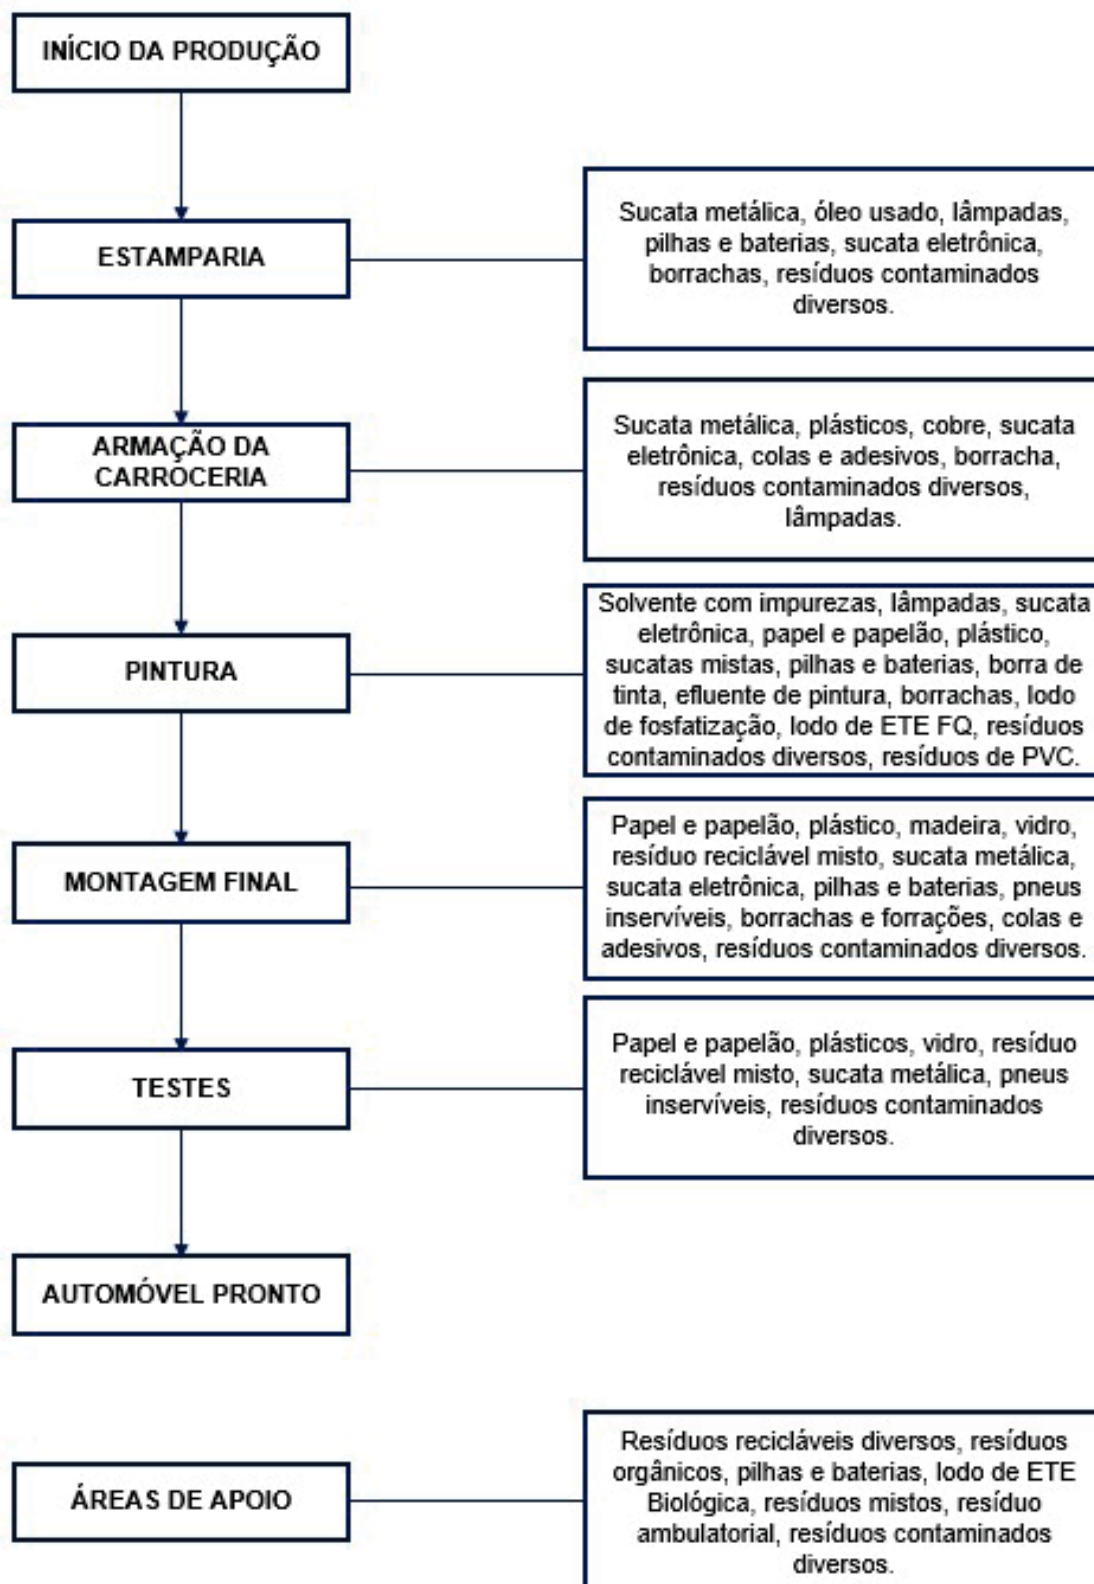 INÍCIO DA PRODUÇÃO
ESTAMPARIA
Sucata metálica, óleo usado, lâmpadas,
pilhas e baterias, sucata eletrônica,
borrachas, resíduos contaminados
diversos.
ARMAÇÃO DA
CARROCERIA
Sucata metálica, plásticos, cobre, sucata
eletrônica, colas e adesivos, borracha,
resíduos contaminados diversos,
lâmpadas.
PINTURA
Solvente com impurezas, lâmpadas, sucata
eletrônica, papel e papelão, plástico,
sucatas mistas, pilhas e baterias, borra de
tinta, efluente de pintura, borrachas, lodo
de fosfatização, lodo de ETE FQ, resíduos
contaminados diversos, resíduos de PVC.
MONTAGEM FINAL
Papel e papelão, plástico, madeira, vidro,
resíduo reciclável misto, sucata metálica,
sucata eletrônica, pilhas e baterias, pneus
inservíveis, borrachas e forrações, colas e
adesivos, resíduos contaminados diversos.
TESTES
Papel e papelão, plásticos, vidro, resíduo
reciclável misto, sucata metálica, pneus
inservíveis, resíduos contaminados
diversos.
AUTOMÓVEL PRONTO
ÁREAS DE APOIO
Resíduos recicláveis diversos, resíduos
orgânicos, pilhas e baterias, lodo de ETE
Biológica, resíduos mistos, resíduo
ambulatorial, resíduos contaminados
diversos.